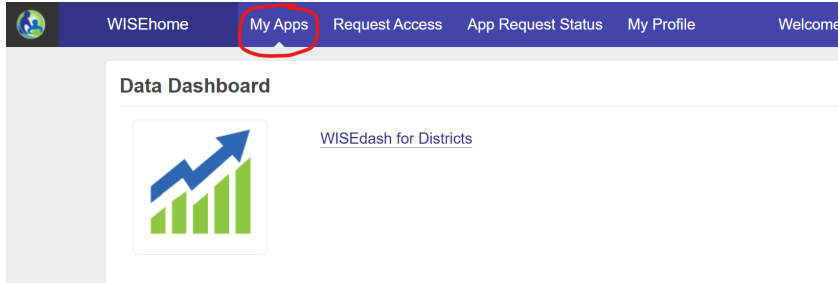 WISEhome My Apps Request Access App Request Status My Profile Welcome
Data Dashboard
WISEdash for Districts